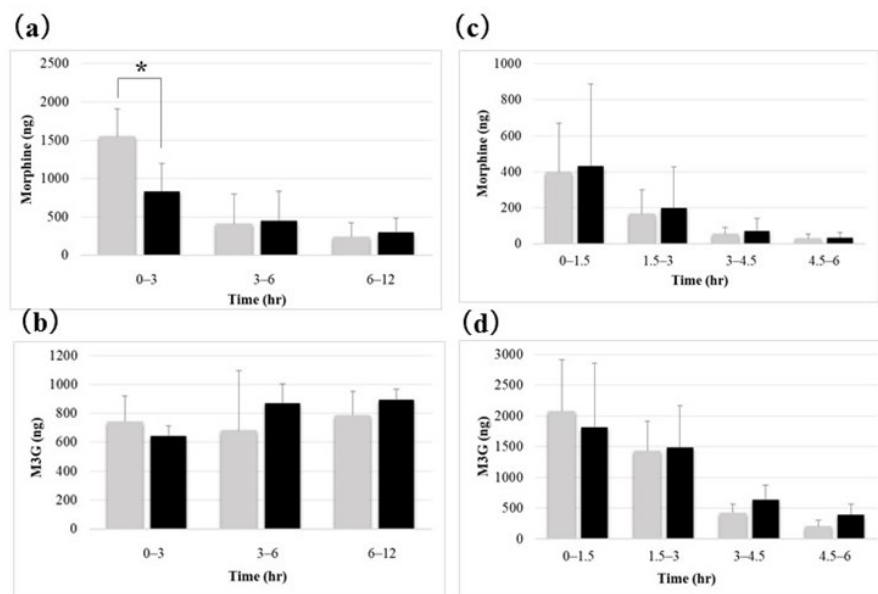 (a)
2500
2000
1500
1000
500
0
Morphine (ng)
*
0–3 3–6 6–12
Time (hr)
(b)
1200
1000
800
600
400
200
0
M3G (ng)
0–3 3–6 6–12
Time (hr)
(c)
1000
800
600
400
200
0
Morphine (ng)
0–1.5 1.5–3 3–4.5 4.5–6
Time (hr)
(d)
3000
2500
2000
1500
1000
500
0
M3G (ng)
0–1.5 1.5–3 3–4.5 4.5–6
Time (hr)